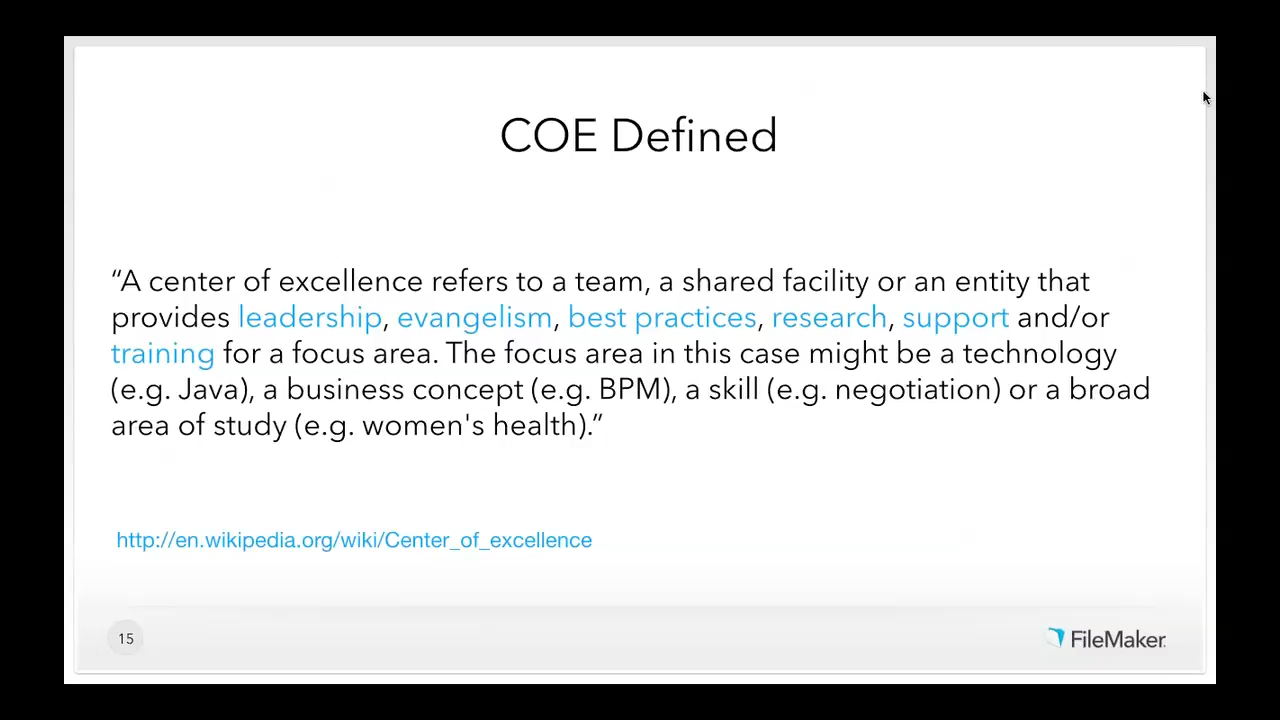 COE Defined
“A center of excellence refers to a team, a shared facility or an entity that
provides leadership, evangelism, best practices, research, support and/or
training for a focus area. The focus area in this case might be a technology
(e.g. Java), a business concept (e.g. BPM), a skill (e.g. negotiation) or a broad
area of study (e.g. women's health).”
http://en.wikipedia.org/wiki/Center_of_excellence
15
FileMaker